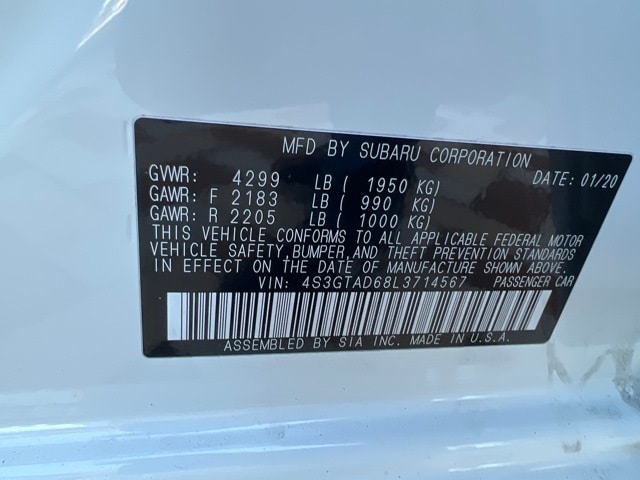 MFD BY SUBARU CORPORATION
GVWR: 4299 LB ( 1950 KG) DATE: 01/20
GAWR: F 2183 LB ( 990 KG)
GAWR: R 2205 LB ( 1000 KG)
THIS VEHICLE CONFORMS TO ALL APPLICABLE FEDERAL MOTOR
VEHICLE SAFETY, BUMPER, AND THEFT PREVENTION STANDARDS
IN EFFECT ON THE DATE OF MANUFACTURE SHOWN ABOVE.
VIN: 4S3GTAD68L3714567 PASSENGER CAR
ASSEMBLED BY SIA INC. MADE IN U.S.A.